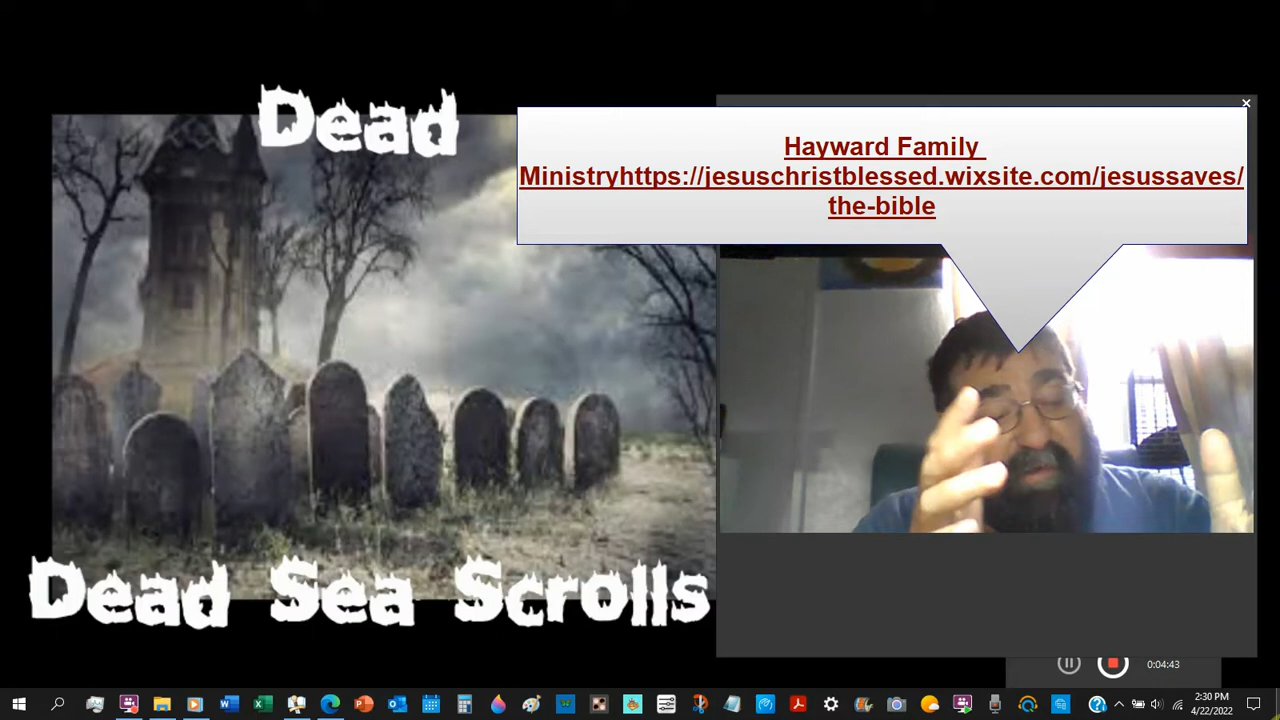 Dead
Hayward Family
Ministryhttps://jesuschristblessed.wixsite.com/jesussaves/
the-bible
Dead Sea Scrolls
0:04:43
2:30 PM
4/22/2022